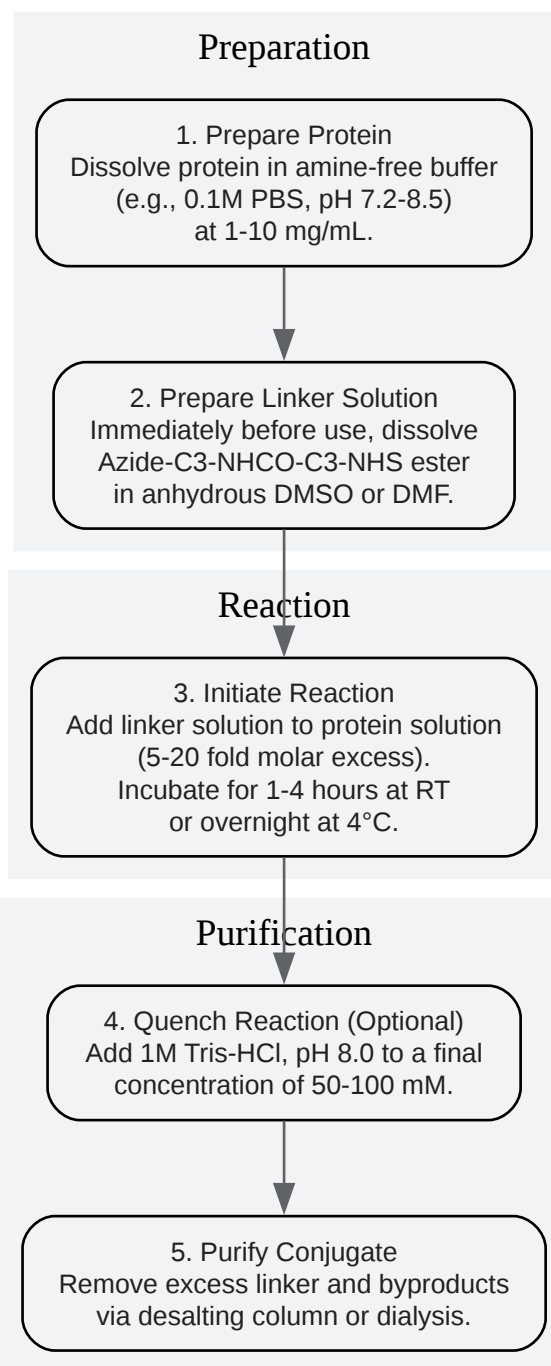 Preparation
1. Prepare Protein
Dissolve protein in amine-free buffer
(e.g., 0.1M PBS, pH 7.2-8.5)
at 1-10 mg/mL.
2. Prepare Linker Solution
Immediately before use, dissolve
Azide-C3-NHCO-C3-NHS ester
in anhydrous DMSO or DMF.
Reaction
3. Initiate Reaction
Add linker solution to protein solution
(5-20 fold molar excess).
Incubate for 1-4 hours at RT
or overnight at 4°C.
Purification
4. Quench Reaction (Optional)
Add 1M Tris-HCl, pH 8.0 to a final
concentration of 50-100 mM.
5. Purify Conjugate
Remove excess linker and byproducts
via desalting column or dialysis.